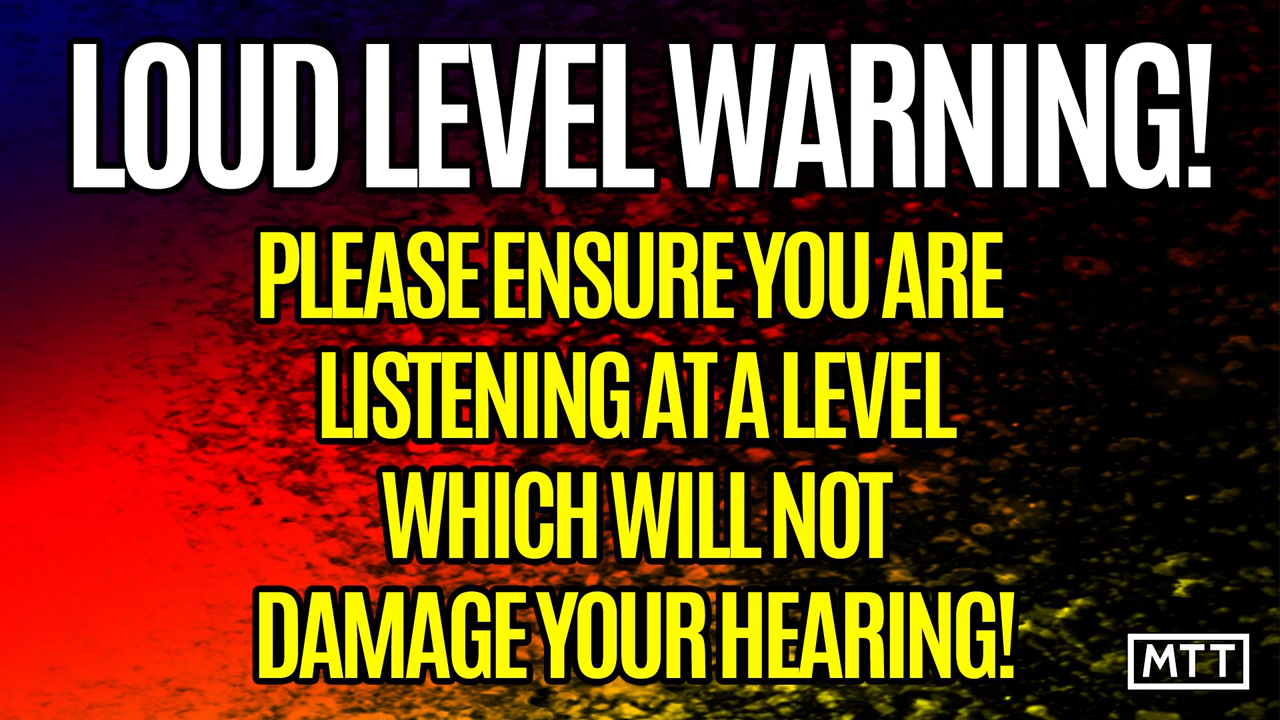 LOUD LEVEL WARNING!
PLEASE ENSURE YOU ARE
LISTENING AT A LEVEL
WHICH WILL NOT
DAMAGE YOUR HEARING!
MTT